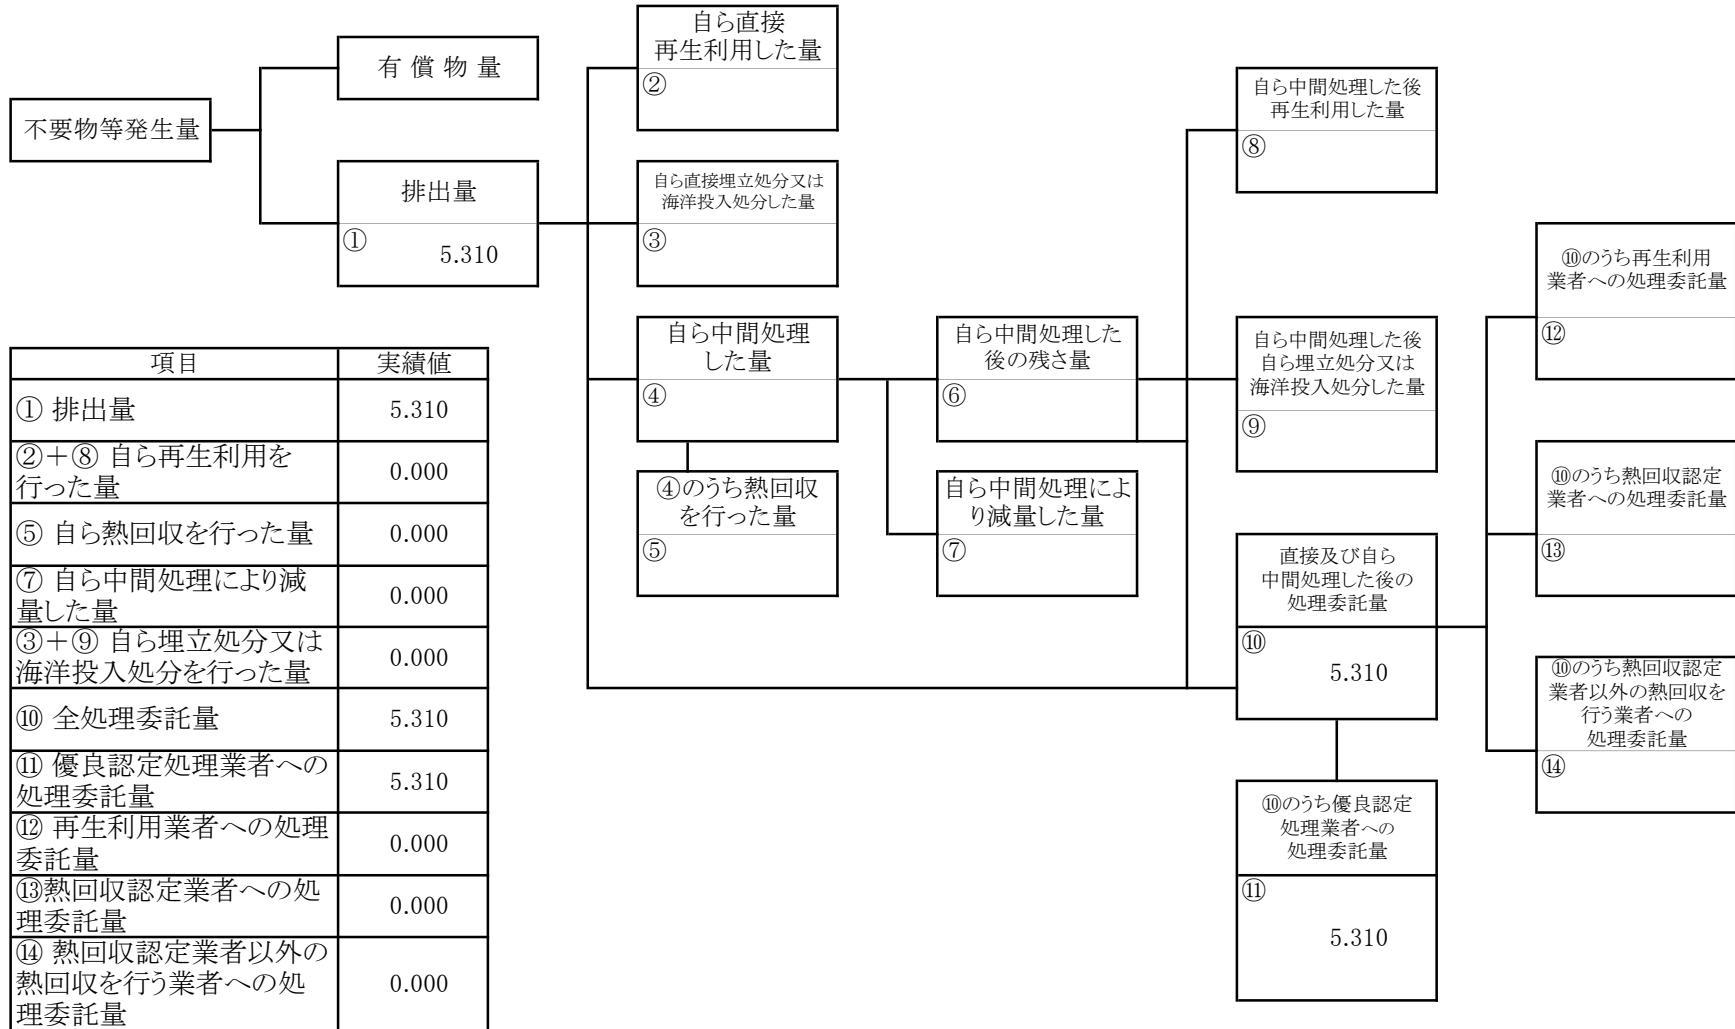 不要物等発生量
有 償 物 量
排出量
①
5.310
自ら直接
再生利用した量
②
自ら直接埋立処分又は
海洋投入処分した量
③
自ら中間処理
した量
④
④のうち熱回収
を行った量
⑤
自ら中間処理した
後の残さ量
⑥
自ら中間処理によ
り減量した量
⑦
自ら中間処理した後
再生利用した量
⑧
自ら中間処理した後
自ら埋立処分又は
海洋投入処分した量
⑨
直接及び自ら
中間処理した後の
処理委託量
⑩
5.310
⑩のうち優良認定
処理業者への
処理委託量
⑪
5.310
⑩のうち再生利用
業者への処理委託量
⑫
⑩のうち熱回収認定
業者への処理委託量
⑬
⑩のうち熱回収認定
業者以外の熱回収を
行う業者への
処理委託量
⑭
項目 実績値
① 排出量 5.310
②＋⑧ 自ら再生利用を
行った量 0.000
⑤ 自ら熱回収を行った量 0.000
⑦ 自ら中間処理により減
量した量 0.000
③＋⑨ 自ら埋立処分又は
海洋投入処分を行った量 0.000
⑩ 全処理委託量 5.310
⑪ 優良認定処理業者への
処理委託量 5.310
⑫ 再生利用業者への処理
委託量 0.000
⑬熱回収認定業者への処
理委託量 0.000
⑭ 熱回収認定業者以外の
熱回収を行う業者への処
理委託量 0.000